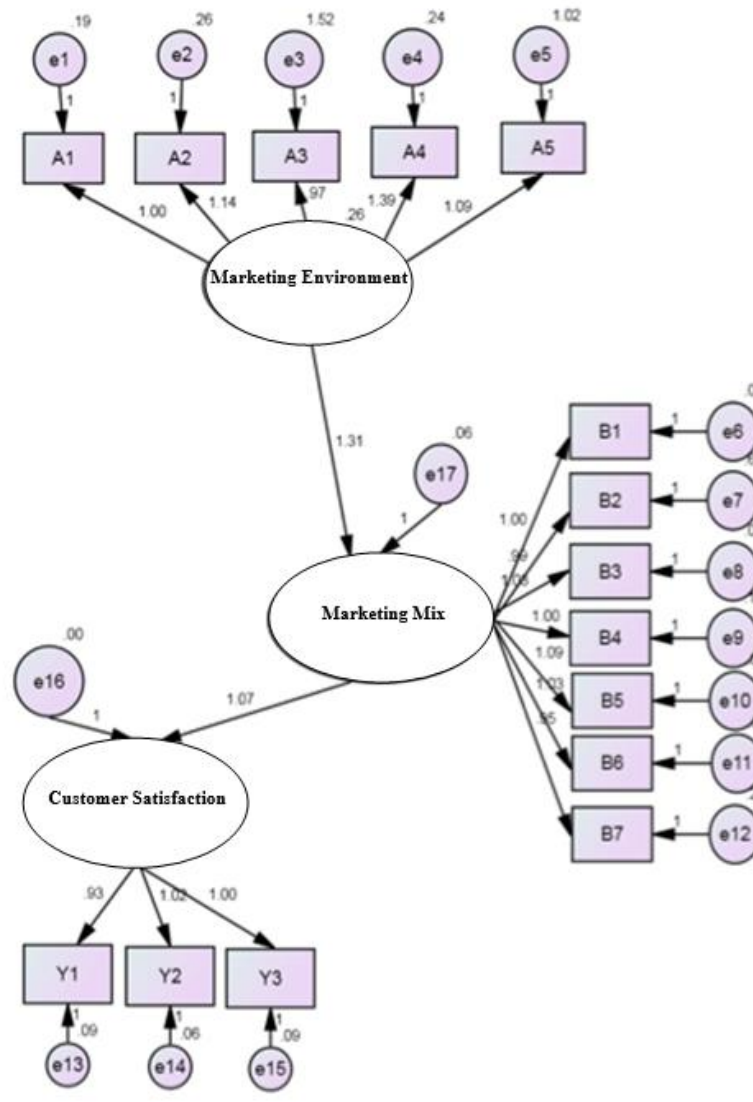 .19
.26
1.52
.24
1.02
e1
e2
e3
e4
e5
1
1
1
1
1
A1
A2
A3
A4
A5
1.00
1.14
.97
1.39
1.09
.26
Marketing Environment
1.31
.06
e17
1
Marketing Mix
1.00
.99
1.03
1.00
1.09
1.03
.95
B1
1
e6
B2
1
e7
B3
1
e8
B4
1
e9
B5
1
e10
B6
1
e11
B7
1
e12
.00
e16
1
1.07
Customer Satisfaction
.93
1.02
1.00
Y1
Y2
Y3
1
1
1
.09
.06
.09
e13
e14
e15